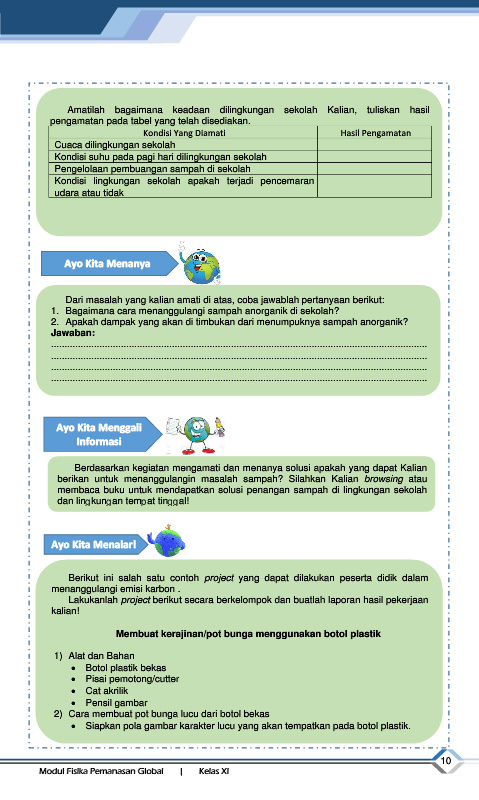 Amatilah bagaimana keadaan dilingkungan sekolah Kalian, tuliskan hasil
pengamatan pada tabel yang telah disediakan.
Kondisi Yang Diamati Hasil Pengamatan
Cuaca dilingkungan sekolah
Kondisi suhu pada pagi hari dilingkungan sekolah
Pengelolaan pembuangan sampah di sekolah
Kondisi lingkungan sekolah apakah terjadi pencemaran
udara atau tidak
Ayo Kita Menanya
Dari masalah yang kalian amati di atas, coba jawablah pertanyaan berikut:
1. Bagaimana cara menanggulangi sampah anorganik di sekolah?
2. Apakah dampak yang akan di timbukan dari menumpuknya sampah anorganik?
Jawaban:
Ayo Kita Menggali
Informasi
Berdasarkan kegiatan mengamati dan menanya solusi apakah yang dapat Kalian
berikan untuk menanggulangin masalah sampah? Silahkan Kalian browsing atau
membaca buku untuk mendapatkan solusi penangan sampah di lingkungan sekolah
dan lingkungan tempat tinggal!
Ayo Kita Menalar!
Berikut ini salah satu contoh project yang dapat dilakukan peserta didik dalam
menanggulangi emisi karbon .
Lakukanlah project berikut secara berkelompok dan buatlah laporan hasil pekerjaan
kalian!
Membuat kerajinan/pot bunga menggunakan botol plastik
1) Alat dan Bahan
• Botol plastik bekas
• Pisai pemotong/cutter
• Cat akrilik
• Pensil gambar
2) Cara membuat pot bunga lucu dari botol bekas
• Siapkan pola gambar karakter lucu yang akan tempatkan pada botol plastik.
10
Modul Fisika Pemanasan Global | Kelas XI